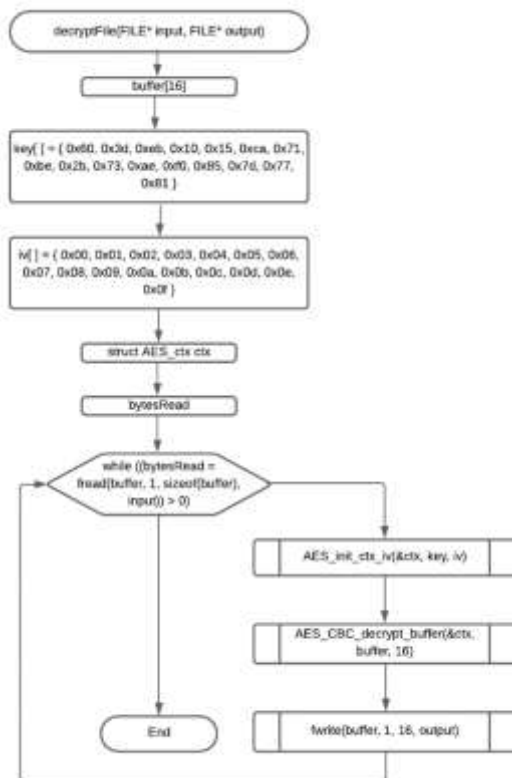 decryptFile(FILE* input, FILE* output)
buffer[16]
key[ ] = { 0x60, 0x3d, 0xeb, 0x10, 0x15, 0xca, 0x71,
0xbe, 0x2b, 0x73, 0xae, 0xf0, 0x85, 0x7d, 0x77,
0x81 }
iv[ ] = { 0x00, 0x01, 0x02, 0x03, 0x04, 0x05, 0x06,
0x07, 0x08, 0x09, 0x0a, 0x0b, 0x0c, 0x0d, 0x0e,
0x0f }
struct AES_ctx ctx
bytesRead
while ((bytesRead =
fread(buffer, 1, sizeof(buffer),
input)) > 0)
AES_init_ctx_iv(&ctx, key, iv)
AES_CBC_decrypt_buffer(&ctx,
buffer, 16)
fwrite(buffer, 1, 16, output)
End